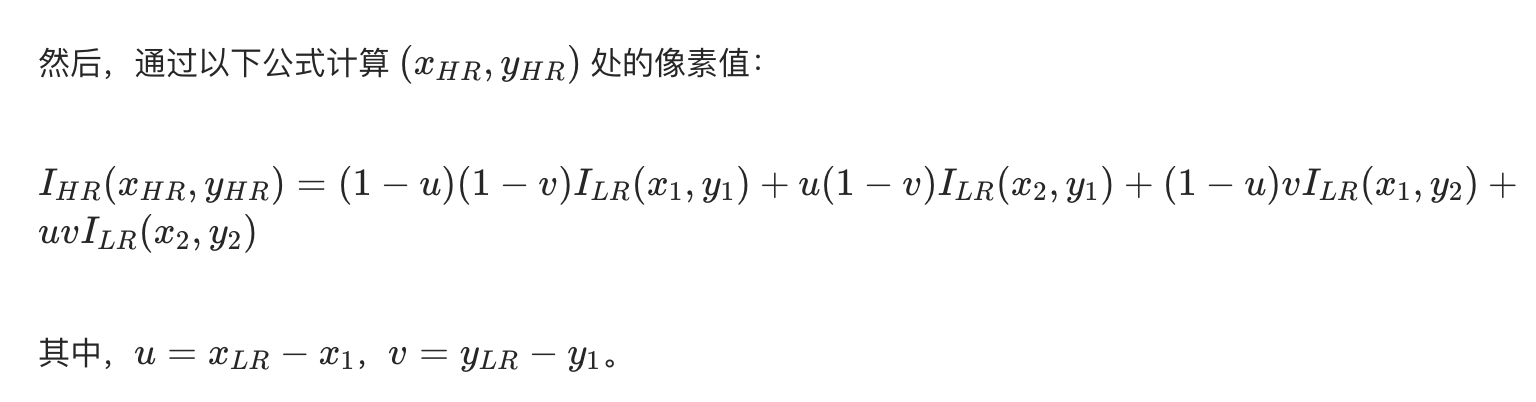 然后，通过以下公式计算 $(x_{HR}, y_{HR})$ 处的像素值：
$I_{HR}(x_{HR}, y_{HR}) = (1 - u)(1 - v)I_{LR}(x_1, y_1) + u(1 - v)I_{LR}(x_2, y_1) + (1 - u)vI_{LR}(x_1, y_2) +$
$uvI_{LR}(x_2, y_2)$
其中，$u = x_{LR} - x_1$，$v = y_{LR} - y_1$。